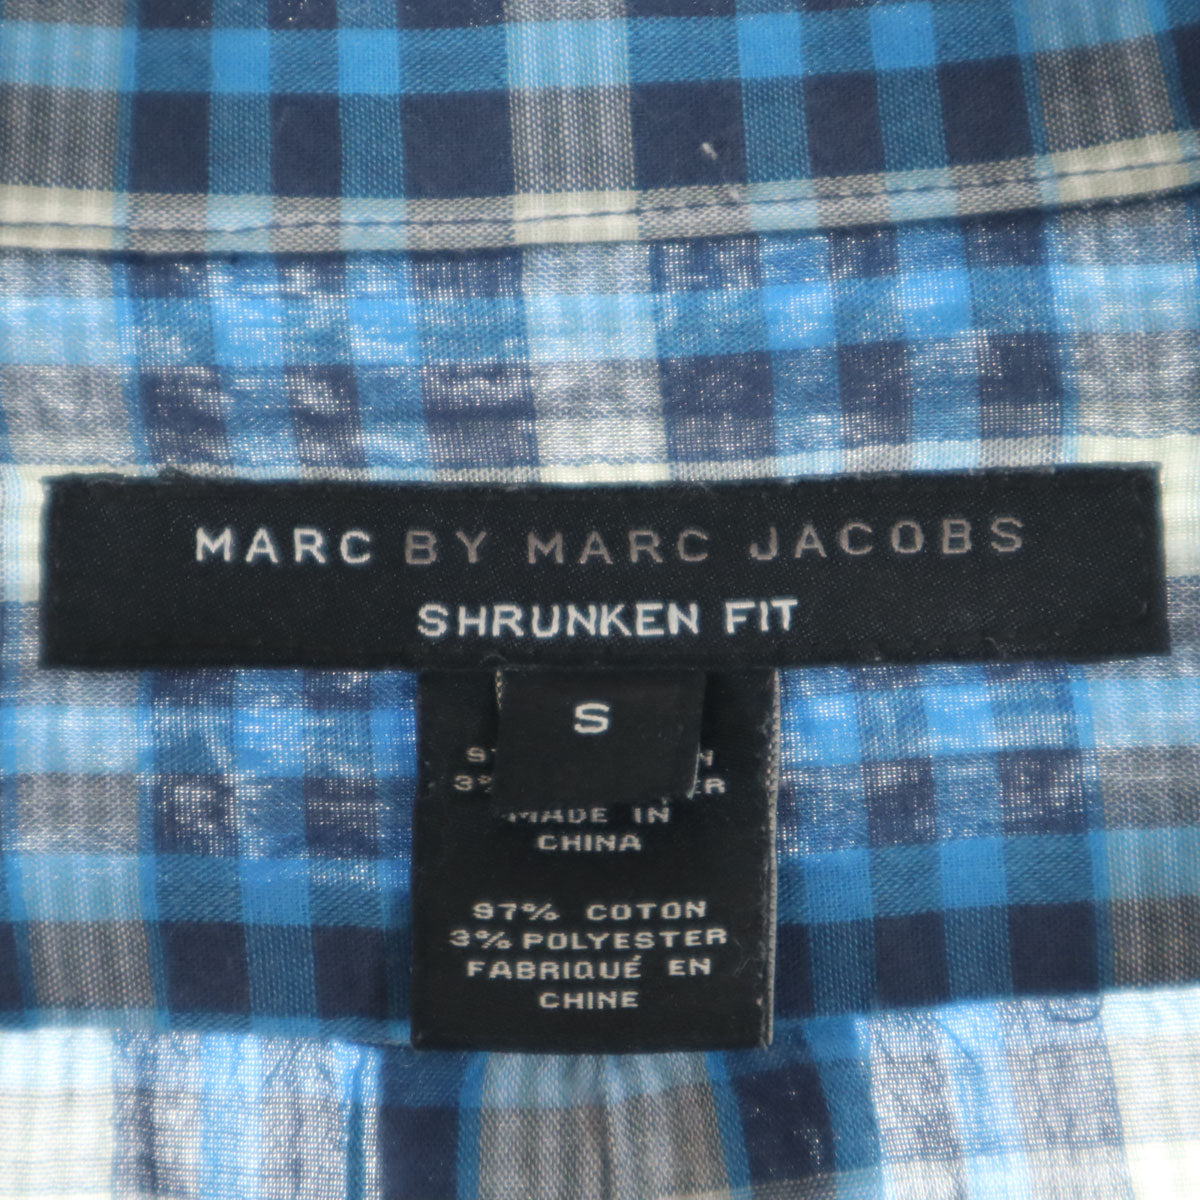 MARC BY MARC JACOBS
SHRUNKEN FIT
S
MADE IN
CHINA
97% COTON
3% POLYESTER
FABRIQUÉ EN
CHINE